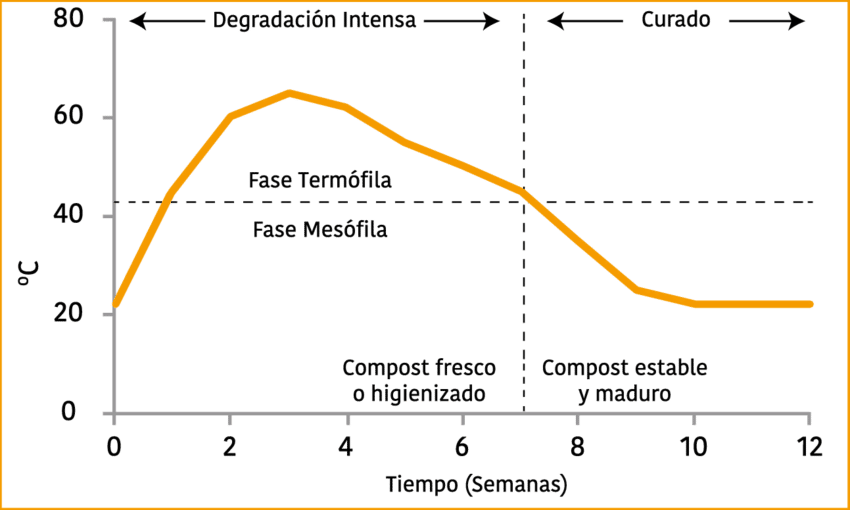 80
Degradación Intensa
Curado
60
Fase Termófila
40
Fase Mesófila
ºC
20
Compost fresco
o higienizado
Compost estable
y maduro
0
0 2 4 6 8 10 12
Tiempo (Semanas)